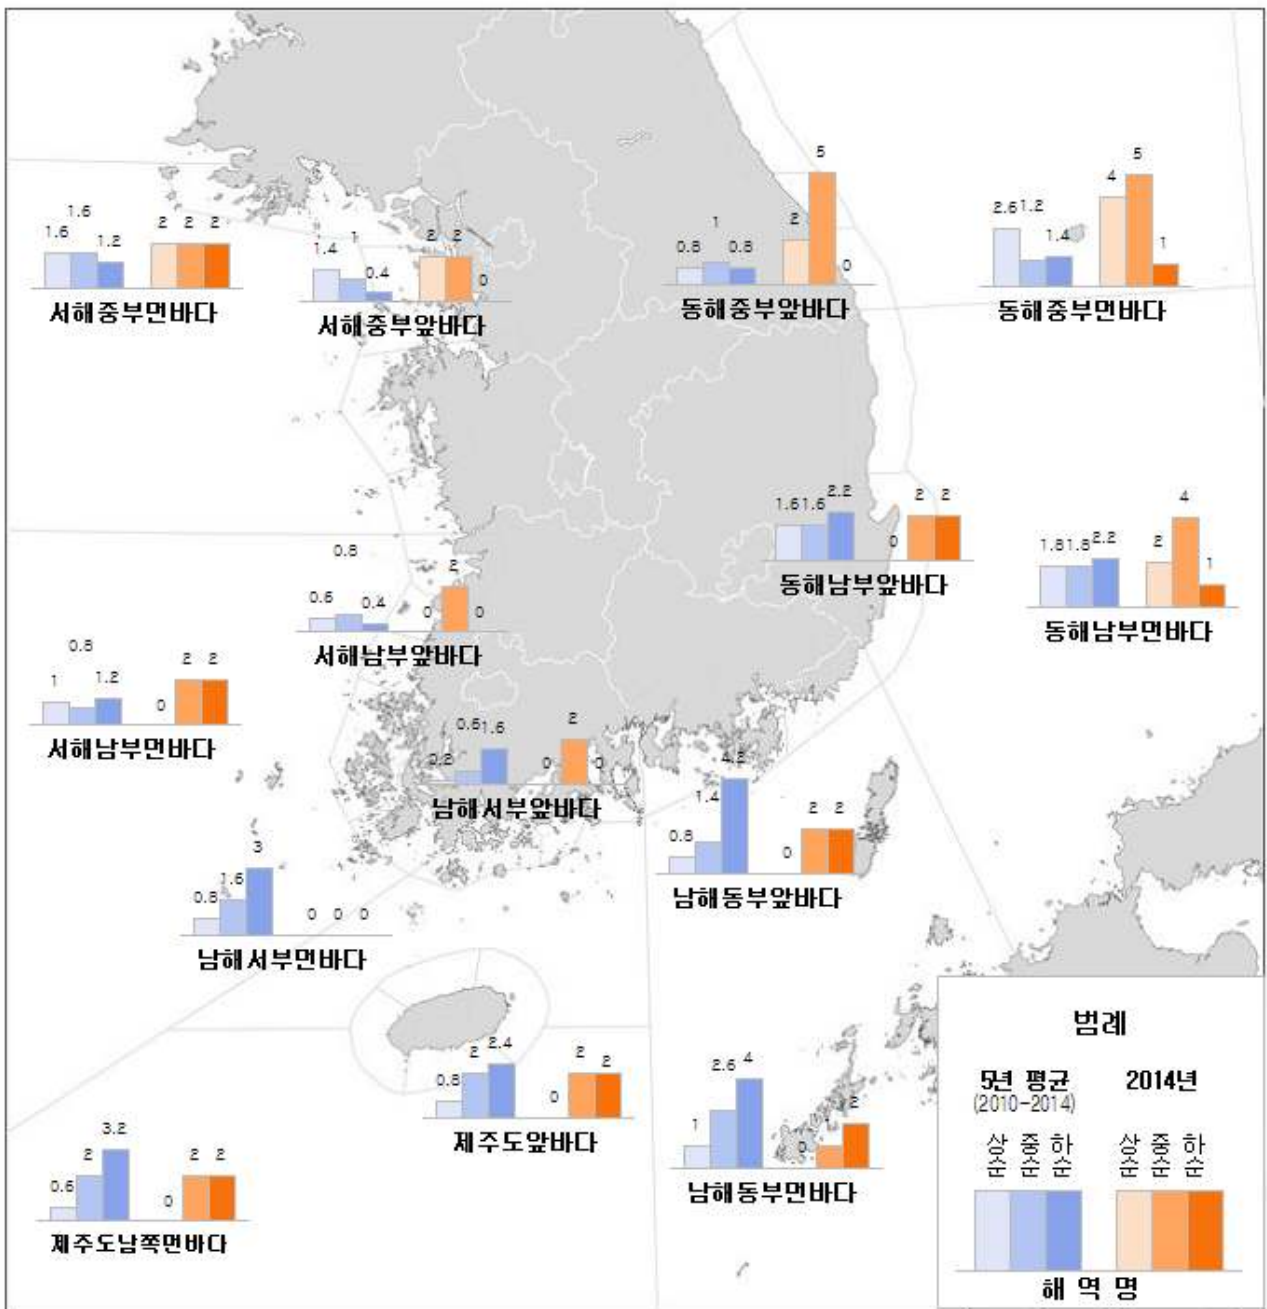 5
5
4
1.6
1.6 1.2
2 2 2
서해중부먼바다
1
1.4 0.4
2 2 0
서해중부앞바다
1
0.8 0.8
2 0
동해중부앞바다
2.6 1.2
1.4
1
동해중부먼바다
1.6 1.6 2.2
0 2 2
동해남부앞바다
4
1.8 1.8 2.2
2 1
동해남부먼바다
0.8
0.6 0.4
2
0 0
서해남부앞바다
0.8
1 1.2
0 2 2
서해남부먼바다
0.6 1.6
0.2
2
0 0
남해서부앞바다
4.2
1.4
0.8
0 2 2
남해동부앞바다
3
1.6
0.8
0 0 0
남해서부먼바다
2 2.4
0.8
0 2 2
제주도앞바다
2.6 4
1
0 1 2
남해동부먼바다
3.2
2
0.6
0 2 2
제주도남쪽먼바다
범례
5년 평균 2014년
(2010-2014)
상순 중순 하순 상순 중순 하순
해 역 명